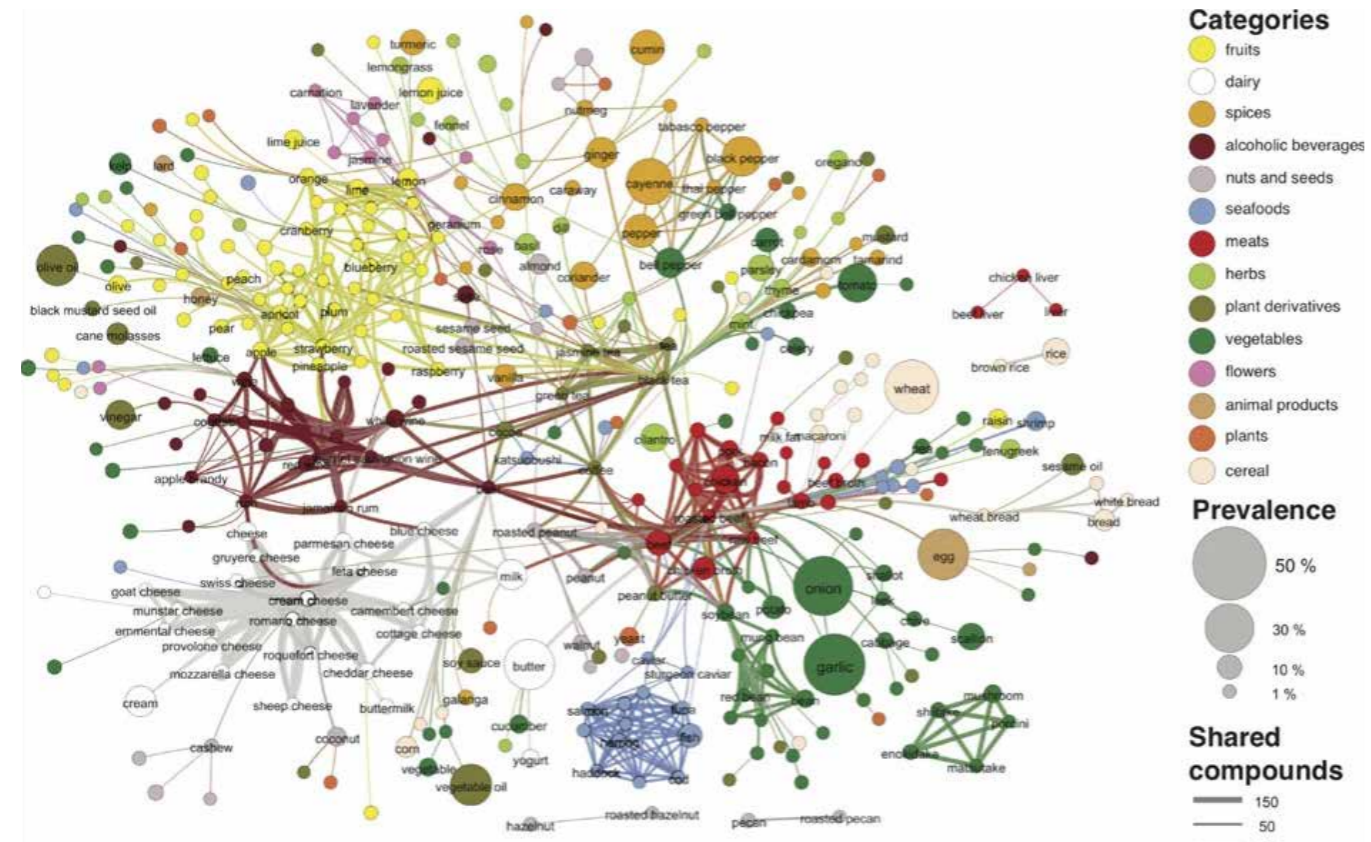 Categories
fruits
dairy
spices
alcoholic beverages
nuts and seeds
seafoods
meats
herbs
plant derivatives
vegetables
flowers
animal products
plants
cereal
Prevalence
50 %
30 %
10 %
1 %
Shared
compounds
150
50
turmeric
cumin
lemongrass
carnation
lemon juice
lavender
nutmeg
fennel
tabasco pepper
lime juice
jasmine
ginger
black pepper
oregano
kelp
lard
orange
lime
lemon
cayenne
thai pepper
cinnamon
caraway
green bell pepper
geranium
dill
cranberry
pepper
carrot
mustard
rose
basil
almond
bell pepper
cardamom
tamarind
olive oil
blueberry
parsley
coriander
chicken liver
peach
olive
thyme
tomato
honey
black mustard seed oil
apricot
plum
chickpea
beef liver
liver
pear
sesame seed
mint
cane molasses
lettuce
apple
strawberry
roasted sesame seed
jasmine tea
tea
celery
rice
pineapple
brown rice
raspberry
vanilla
black tea
green tea
wheat
vinegar
white wine
cocoa
cilantro
milk fat
macaroni
raisin
shrimp
katsuobushi
bacon
pea
fenugreek
coffee
sesame oil
apple brandy
chicken
beef broth
rum
jamaican rum
roasted beef
wheat bread
white bread
bread
cheese
blue cheese
roasted peanut
parmesan cheese
beef
gruyere cheese
feta cheese
egg
swiss cheese
milk
peanut
chicken broth
onion
shallot
goat cheese
cream cheese
peanut butter
munster cheese
camembert cheese
soybean
potato
leek
romano cheese
chive
emmental cheese
cottage cheese
mung bean
cabbage
scallion
provolone cheese
walnut
yeast
roquefort cheese
caviar
mozzarella cheese
cheddar cheese
soy sauce
butter
sturgeon caviar
garlic
cream
sheep cheese
buttermilk
galanga
red bean
bean
mushroom
salmon
tuna
porcini
cucumber
coconut
cashew
corn
fish
enokidake
yogurt
vegetable
haddock
cod
matsutake
vegetable oil
hazelnut
roasted hazelnut
pecan
roasted pecan